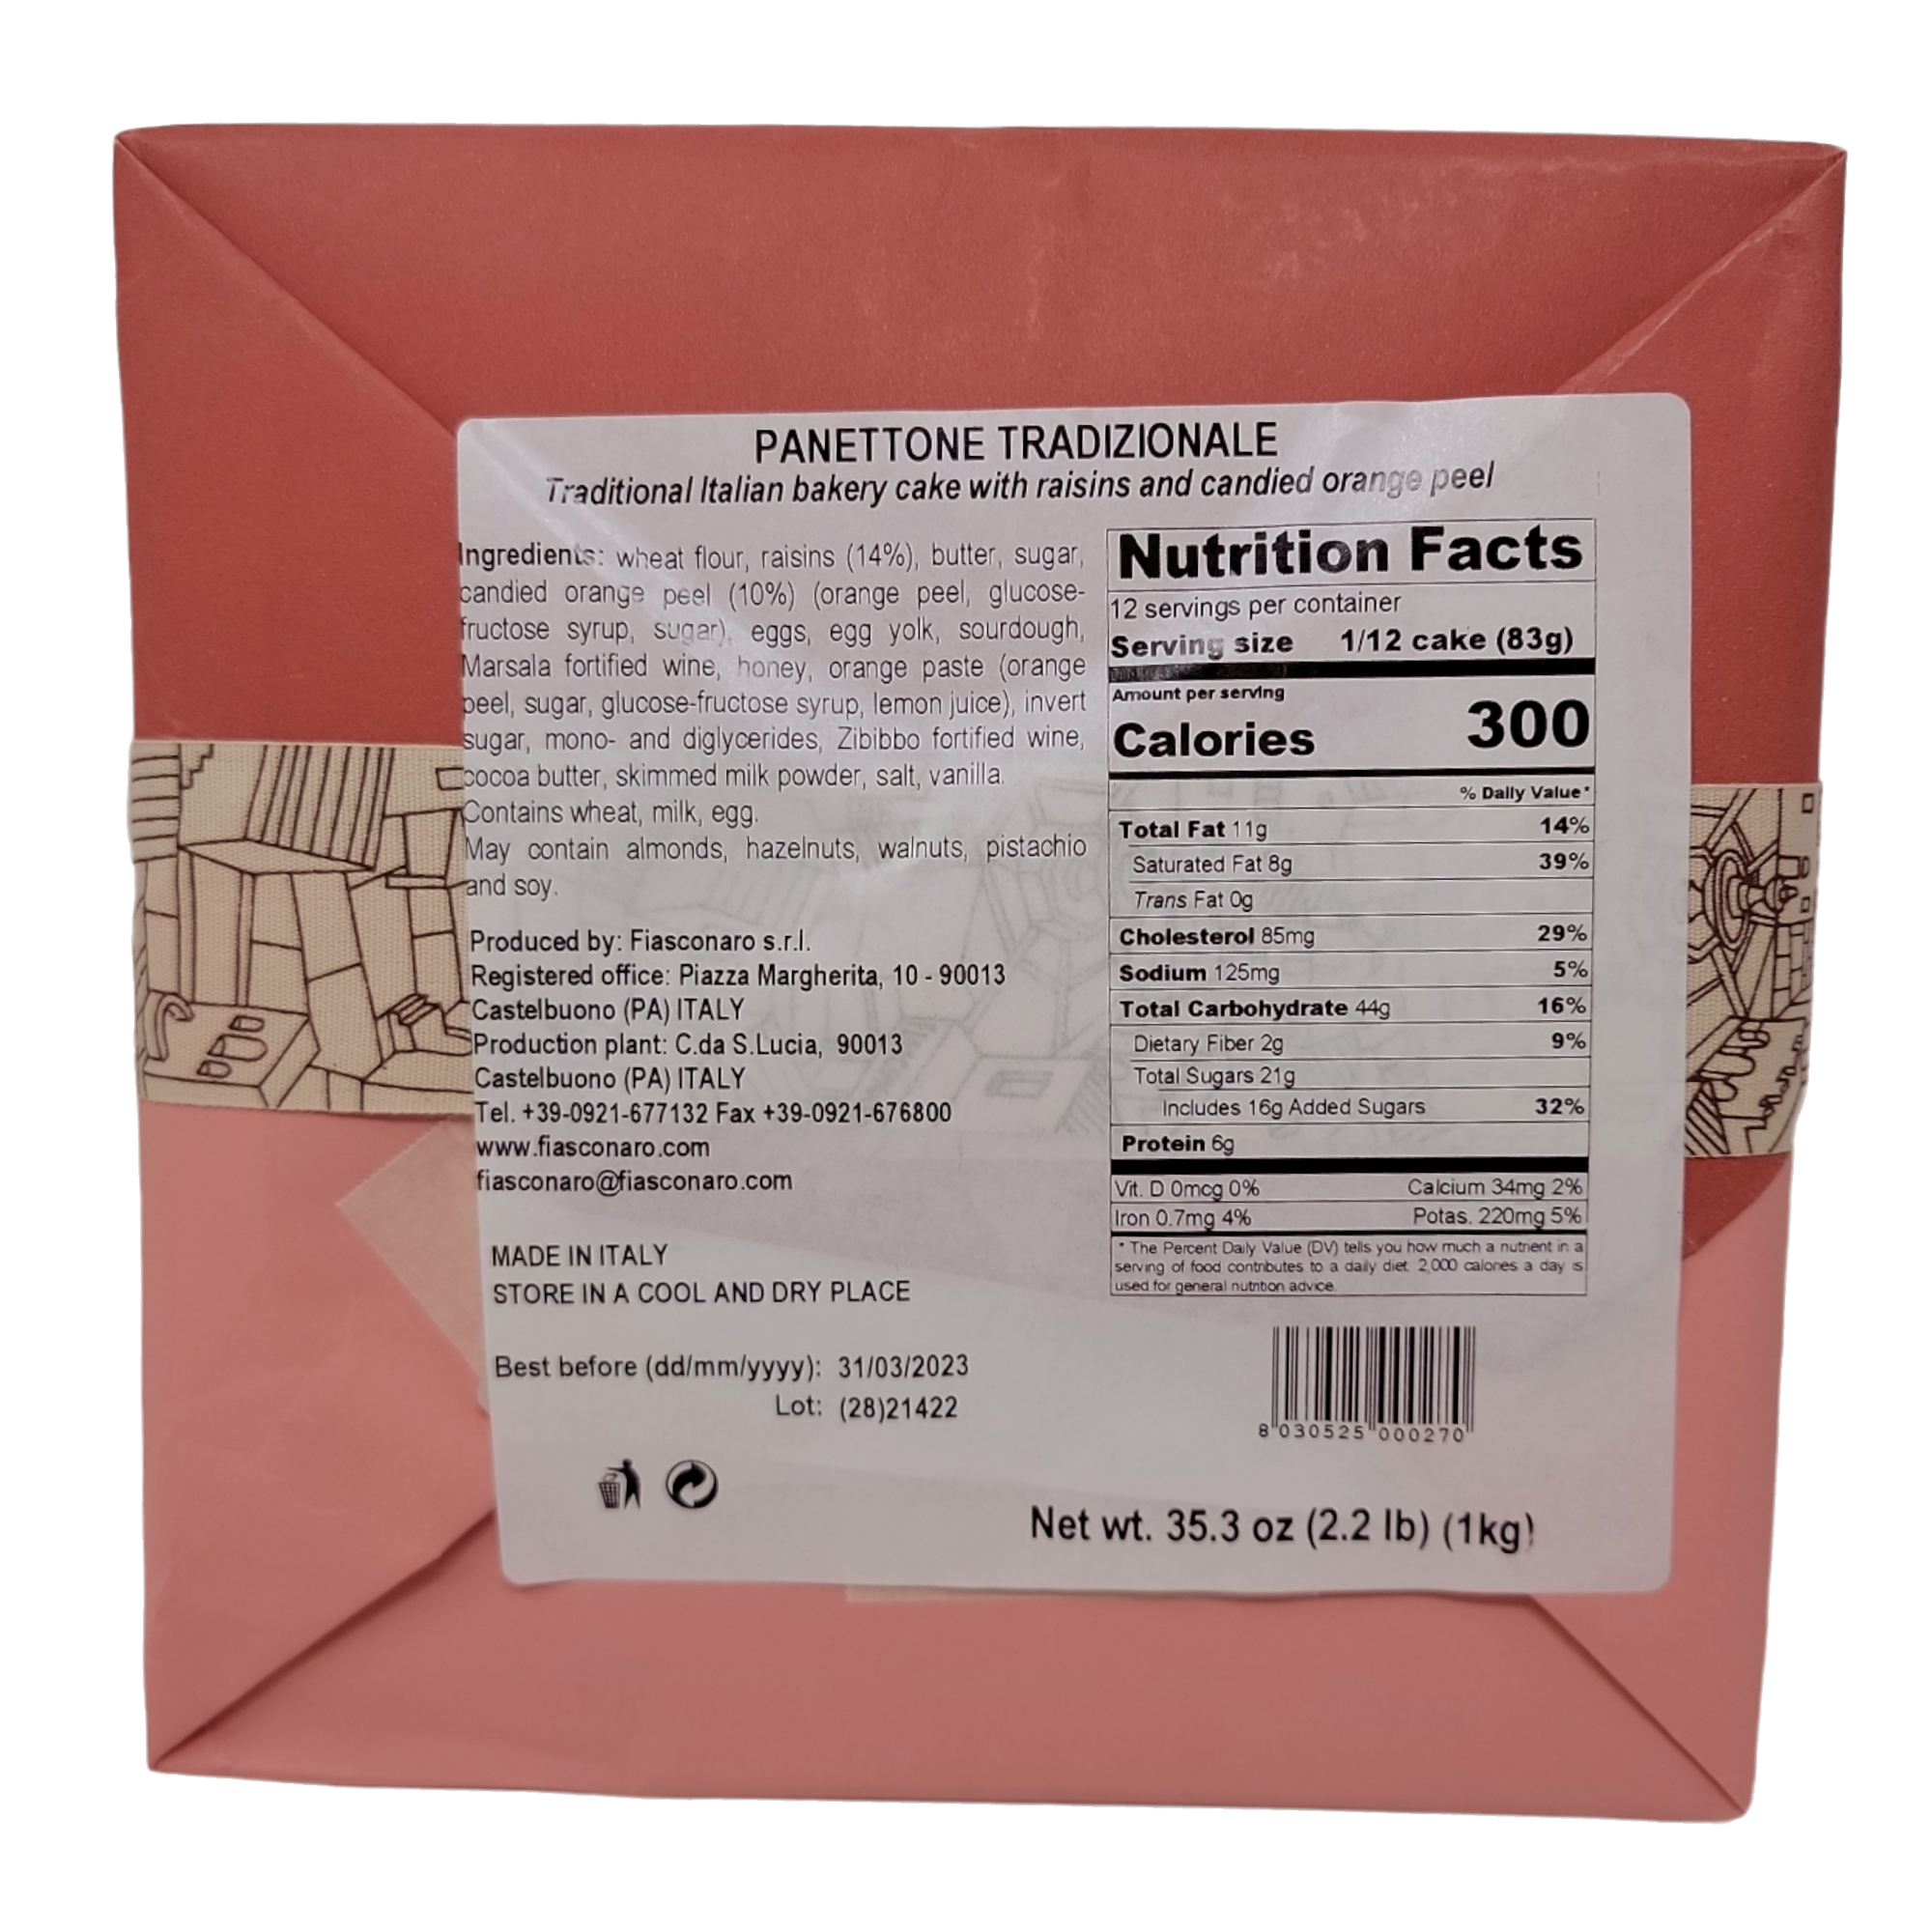 PANETTONE TRADIZIONALE
Traditional Italian bakery cake with raisins and candied orange peel
Ingredients: wheat flour, raisins (14%), butter, sugar,
candied orange peel (10%) (orange peel, glucose-
fructose syrup, sugar), eggs, egg yolk, sourdough,
Marsala fortified wine, honey, orange paste (orange
peel, sugar, glucose-fructose syrup, lemon juice), invert
sugar, mono- and diglycerides, Zibibbo fortified wine,
cocoa butter, skimmed milk powder, salt, vanilla.
Contains wheat, milk, egg.
May contain almonds, hazelnuts, walnuts, pistachio
and soy.
Produced by: Fiasconaro s.r.l.
Registered office: Piazza Margherita, 10 - 90013
Castelbuono (PA) ITALY
Production plant: C.da S.Lucia, 90013
Castelbuono (PA) ITALY
Tel. +39-0921-677132 Fax +39-0921-676800
www.fiasconaro.com
fiasconaro@fiasconaro.com
MADE IN ITALY
STORE IN A COOL AND DRY PLACE
Best before (dd/mm/yyyy): 31/03/2023
Lot: (28)21422
Nutrition Facts
12 servings per container
Serving size 1/12 cake (83g)
Amount per serving
Calories 300
% Daily Value*
Total Fat 11g 14%
Saturated Fat 8g 39%
Trans Fat 0g
Cholesterol 85mg 29%
Sodium 125mg 5%
Total Carbohydrate 44g 16%
Dietary Fiber 2g 9%
Total Sugars 21g
Includes 16g Added Sugars 32%
Protein 6g
Vit. D 0mcg 0% Calcium 34mg 2%
Iron 0.7mg 4% Potas. 220mg 5%
* The Percent Daily Value (DV) tells you how much a nutrient in a
serving of food contributes to a daily diet. 2,000 calories a day is
used for general nutrition advice.
8 030525 000270
Net wt. 35.3 oz (2.2 lb) (1kg)